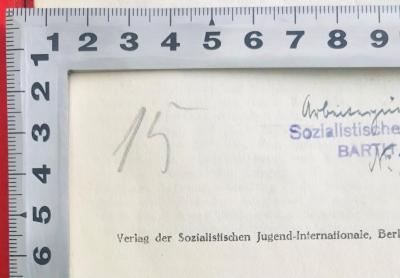 1 2 3 4 5 6 7 8 9
2
3
4
5
6
15
Sozialistische
BARTH
Verlag der Sozialistischen Jugend-Internationale, Berl